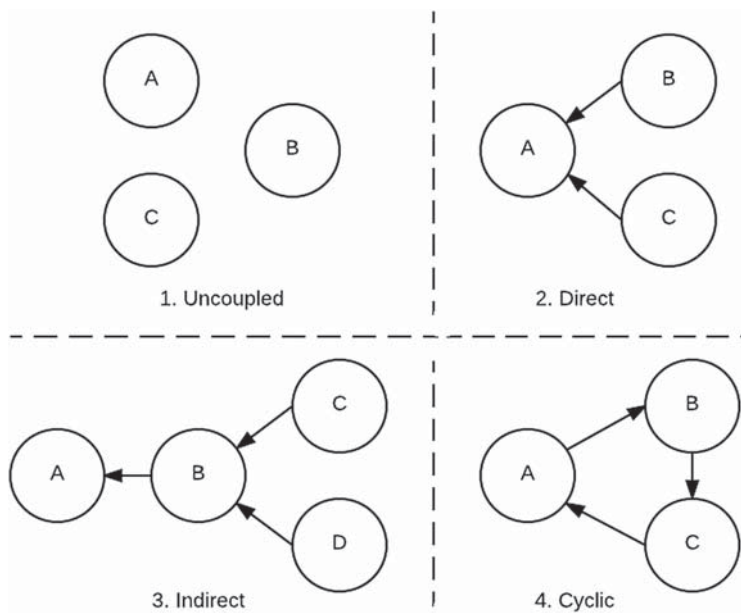 A
B
C
1. Uncoupled
B
A
C
2. Direct
C
A
B
D
3. Indirect
B
A
C
4. Cyclic